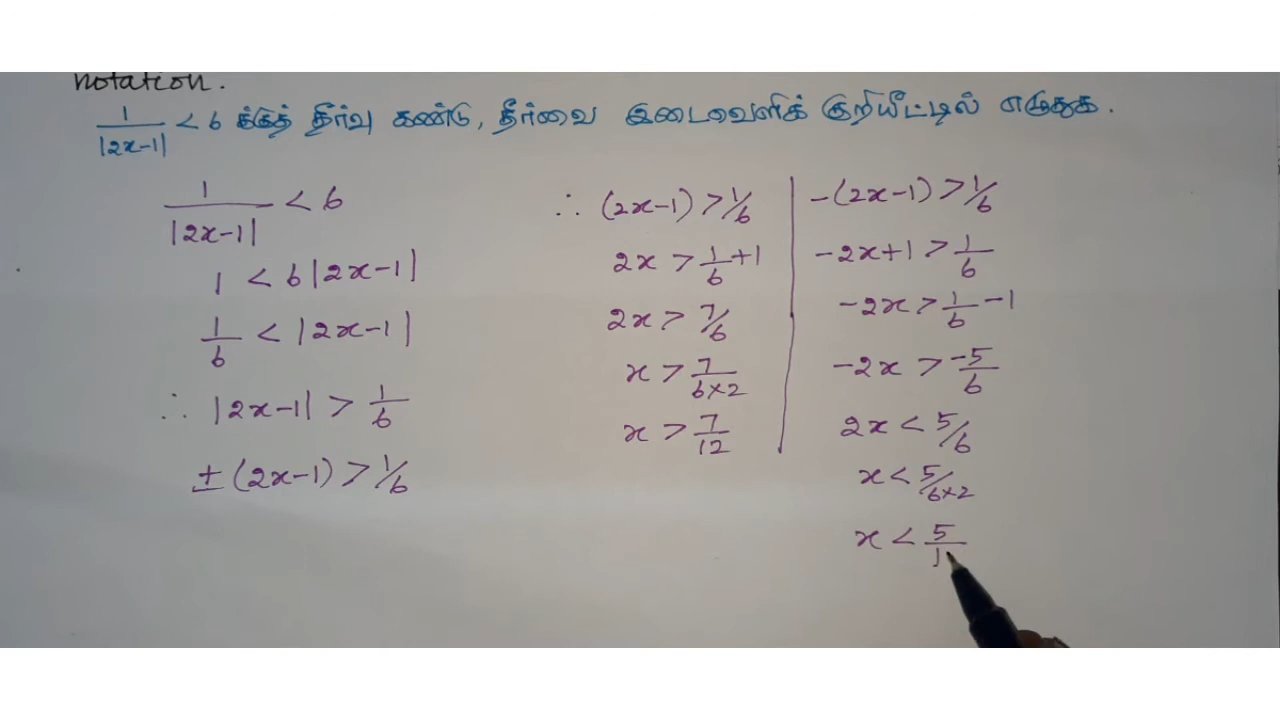 notation.
1/|2x-1| < 6 க்குத் தீர்வு கண்டு, தீர்வை இடைவெளிக் குறியீட்டில் எழுதுக.
1/|2x-1| < 6
1 < 6|2x-1|
1/6 < |2x-1|
∴ |2x-1| > 1/6
± (2x-1) > 1/6
∴ (2x-1) > 1/6
2x > 1/6 +1
2x > 7/6
x > 7/6×2
x > 7/12
-(2x-1) > 1/6
-2x+1 > 1/6
-2x > 1/6 -1
-2x > -5/6
2x < 5/6
x < 5/6×2
x < 5/1